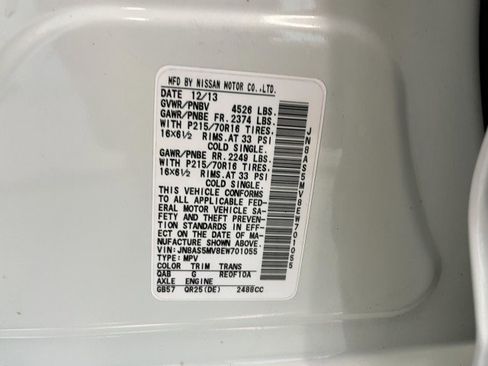 MFD BY NISSAN MOTOR CO.,LTD.
DATE 12/13
GVWR/PNBV 4526 LBS.
GAWR/PNBE FR. 2374 LBS.
WITH P215/70R16 TIRES.
16X6½ RIMS.AT 33 PSI
COLD SINGLE.
GAWR/PNBE RR. 2249 LBS.
WITH P215/70R16 TIRES.
16X6½ RIMS.AT 33 PSI
COLD SINGLE.
THIS VEHICLE CONFORMS
TO ALL APPLICABLE FED-
ERAL MOTOR VEHICLE SA-
FETY AND THEFT PREVEN-
TION STANDARDS IN EFF-
ECT ON THE DATE OF MA-
NUFACTURE SHOWN ABOVE.
VIN:JN8AS5MV8EW701055
TYPE: MPV
COLOR TRIM TRANS
QAB G RE0F10A
AXLE ENGINE
GB57 QR25(DE) 2488CC
JN8AS5MV8EW701055